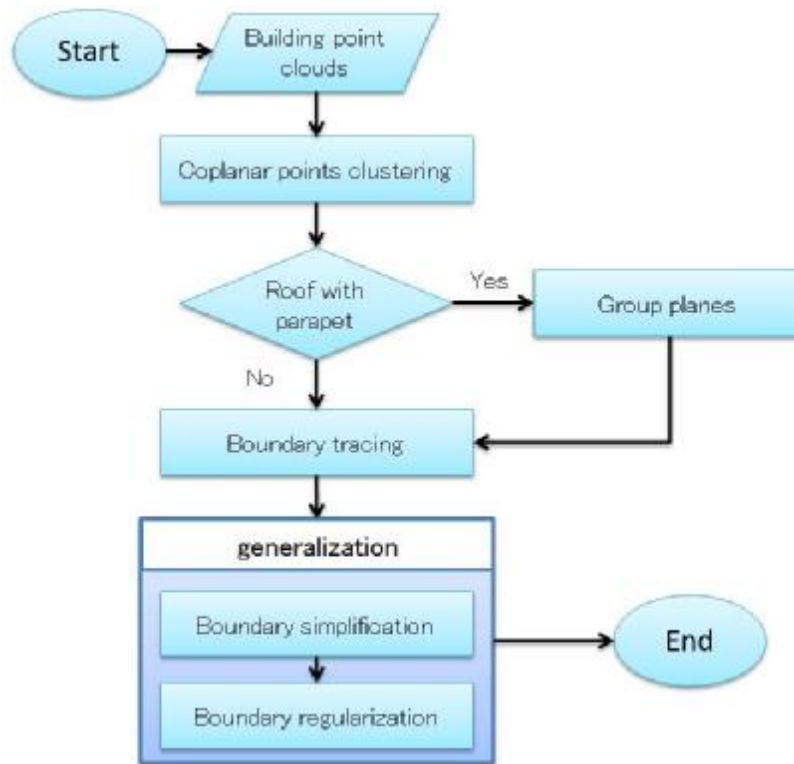 Start
Building point
clouds
Coplanar points clustering
Roof with
parapet
Yes
Group planes
No
Boundary tracing
generalization
Boundary simplification
Boundary regularization
End